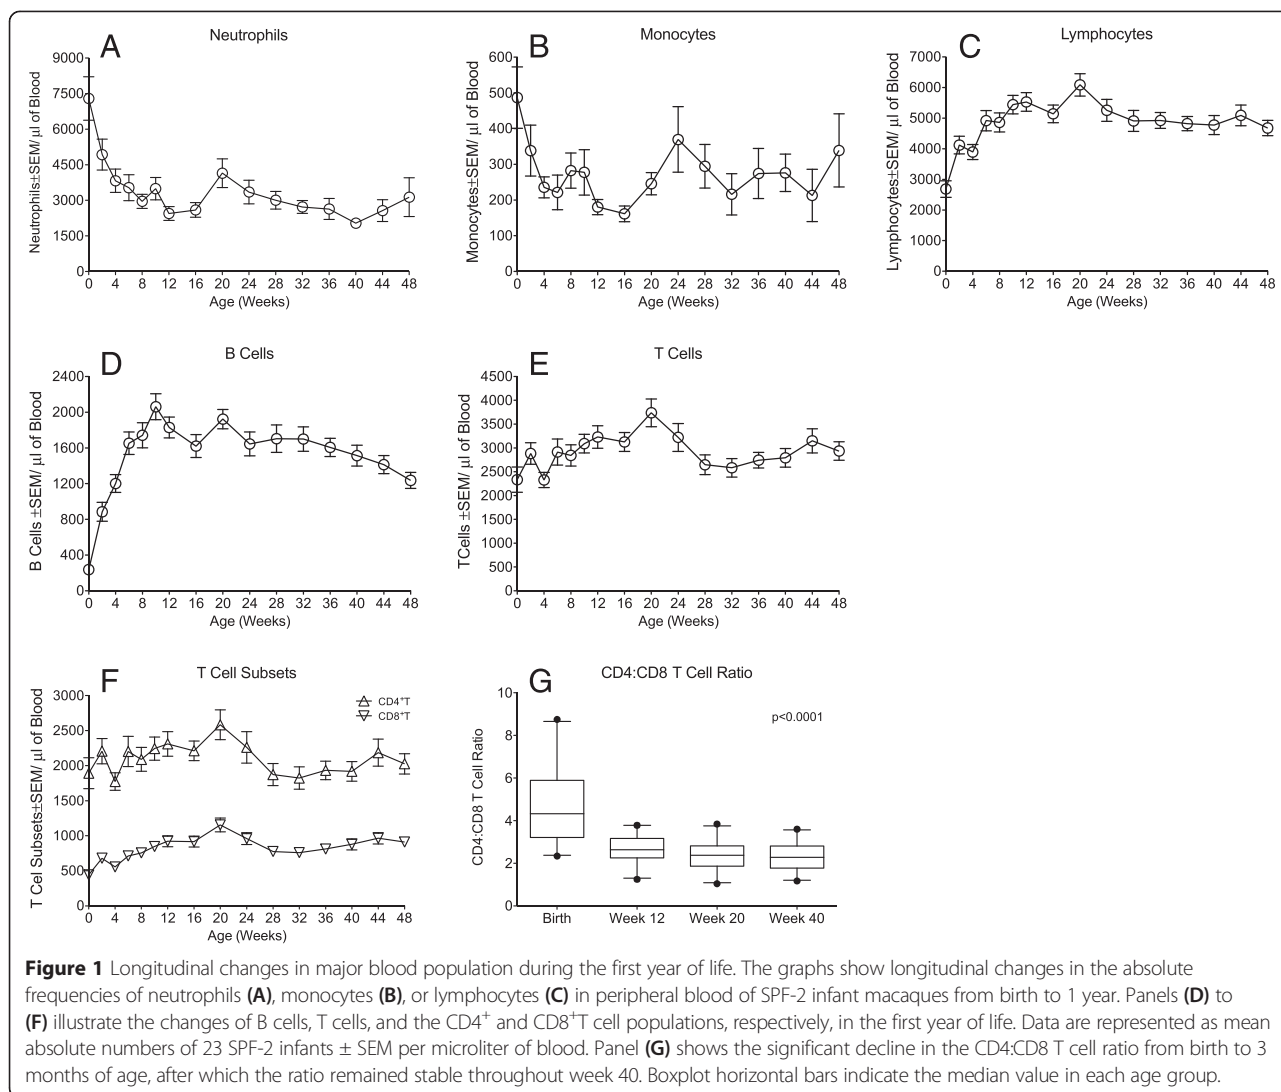 A
Neutrophils
Neutrophils±SEM/ µl of Blood
9000
7500
6000
4500
3000
1500
0
0 4 8 12 16 20 24 28 32 36 40 44 48
Age (Weeks)
B
Monocytes
Monocytes±SEM/ µl of Blood
600
500
400
300
200
100
0
0 4 8 12 16 20 24 28 32 36 40 44 48
Age (Weeks)
C
Lymphocytes
Lymphocytes±SEM/ µl of Blood
7000
6000
5000
4000
3000
2000
1000
0
0 4 8 12 16 20 24 28 32 36 40 44 48
Age (Weeks)
D
B Cells
B Cells ±SEM/ µl of Blood
2400
2000
1600
1200
800
400
0
0 4 8 12 16 20 24 28 32 36 40 44 48
Age (Weeks)
E
T Cells
TCells ±SEM/ µl of Blood
4500
4000
3500
3000
2500
2000
1500
1000
500
0
0 4 8 12 16 20 24 28 32 36 40 44 48
Age (Weeks)
F
T Cell Subsets
T Cell Subsets±SEM/ µl of Blood
CD4⁺T
CD8⁺T
3000
2500
2000
1500
1000
500
0
0 4 8 12 16 20 24 28 32 36 40 44 48
Age (Weeks)
G
CD4:CD8 T Cell Ratio
CD4:CD8 T Cell Ratio
p<0.0001
10
8
6
4
2
0
Birth Week 12 Week 20 Week 40
Figure 1 Longitudinal changes in major blood population during the first year of life. The graphs show longitudinal changes in the absolute
frequencies of neutrophils (A), monocytes (B), or lymphocytes (C) in peripheral blood of SPF-2 infant macaques from birth to 1 year. Panels (D) to
(F) illustrate the changes of B cells, T cells, and the CD4⁺ and CD8⁺T cell populations, respectively, in the first year of life. Data are represented as mean
absolute numbers of 23 SPF-2 infants ± SEM per microliter of blood. Panel (G) shows the significant decline in the CD4:CD8 T cell ratio from birth to 3
months of age, after which the ratio remained stable throughout week 40. Boxplot horizontal bars indicate the median value in each age group.